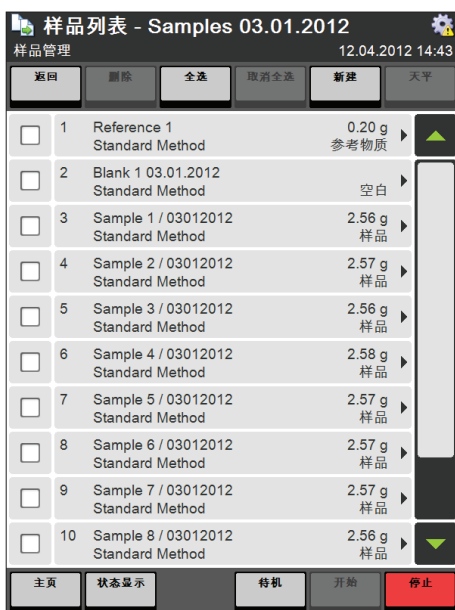 样品列表 - Samples 03.01.2012
样品管理 12.04.2012 14:43
返回 删除 全选 取消全选 新建 天平
1 Reference 1 0.20 g
Standard Method 参考物质
2 Blank 1 03.01.2012
Standard Method 空白
3 Sample 1 / 03012012 2.56 g
Standard Method 样品
4 Sample 2 / 03012012 2.57 g
Standard Method 样品
5 Sample 3 / 03012012 2.56 g
Standard Method 样品
6 Sample 4 / 03012012 2.58 g
Standard Method 样品
7 Sample 5 / 03012012 2.57 g
Standard Method 样品
8 Sample 6 / 03012012 2.57 g
Standard Method 样品
9 Sample 7 / 03012012 2.57 g
Standard Method 样品
10 Sample 8 / 03012012 2.56 g
Standard Method 样品
主页 状态显示 待机 开始 停止